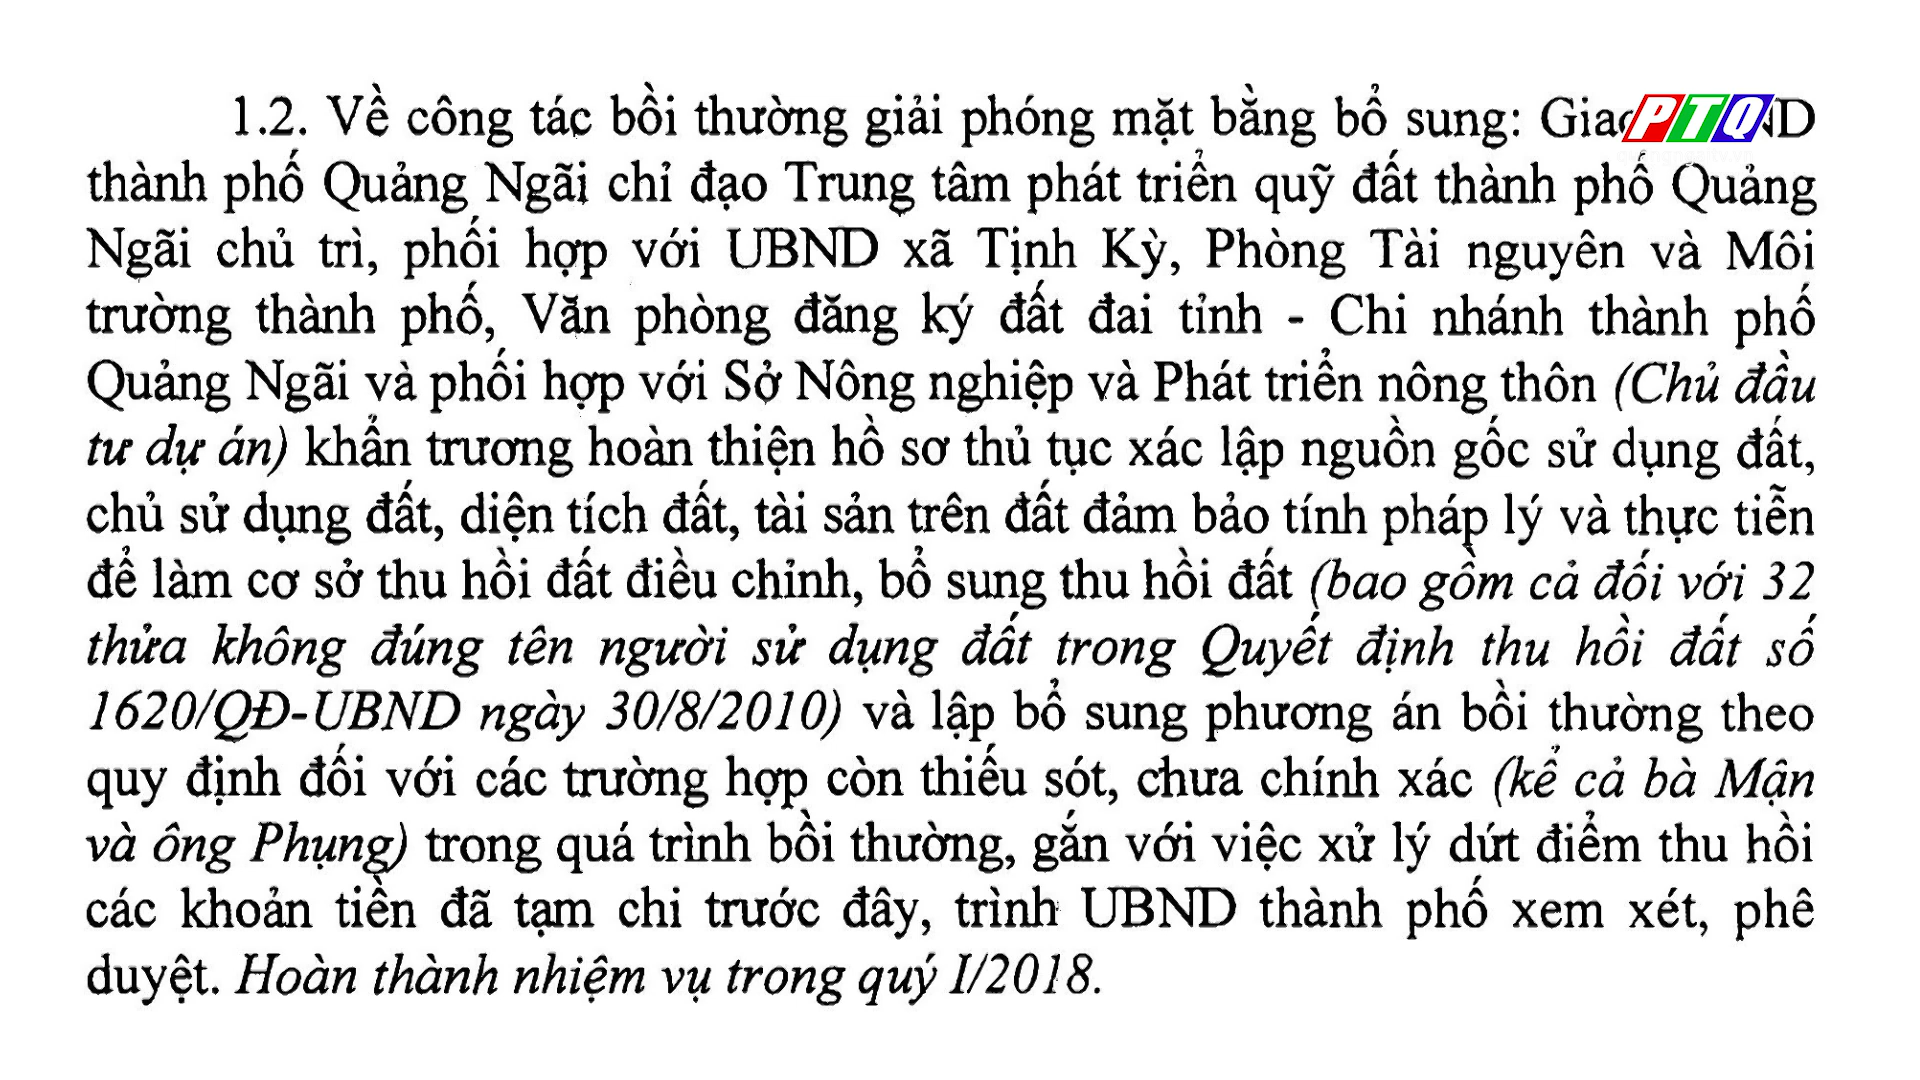 1.2. Về công tác bồi thường giải phóng mặt bằng bổ sung: Giao PTQ
thành phố Quảng Ngãi chỉ đạo Trung tâm phát triển quỹ đất thành phố Quảng
Ngãi chủ trì, phối hợp với UBND xã Tịnh Kỳ, Phòng Tài nguyên và Môi
trường thành phố, Văn phòng đăng ký đất đai tỉnh - Chi nhánh thành phố
Quảng Ngãi và phối hợp với Sở Nông nghiệp và Phát triển nông thôn (Chủ đầu
tư dự án) khẩn trương hoàn thiện hồ sơ thủ tục xác lập nguồn gốc sử dụng đất,
chủ sử dụng đất, diện tích đất, tài sản trên đất đảm bảo tính pháp lý và thực tiễn
để làm cơ sở thu hồi đất điều chỉnh, bổ sung thu hồi đất (bao gồm cả đối với 32
thửa không đúng tên người sử dụng đất trong Quyết định thu hồi đất số
1620/QĐ-UBND ngày 30/8/2010) và lập bổ sung phương án bồi thường theo
quy định đối với các trường hợp còn thiếu sót, chưa chính xác (kể cả bà Mận
và ông Phụng) trong quá trình bồi thường, gắn với việc xử lý dứt điểm thu hồi
các khoản tiền đã tạm chi trước đây, trình UBND thành phố xem xét, phê
duyệt. Hoàn thành nhiệm vụ trong quý I/2018.